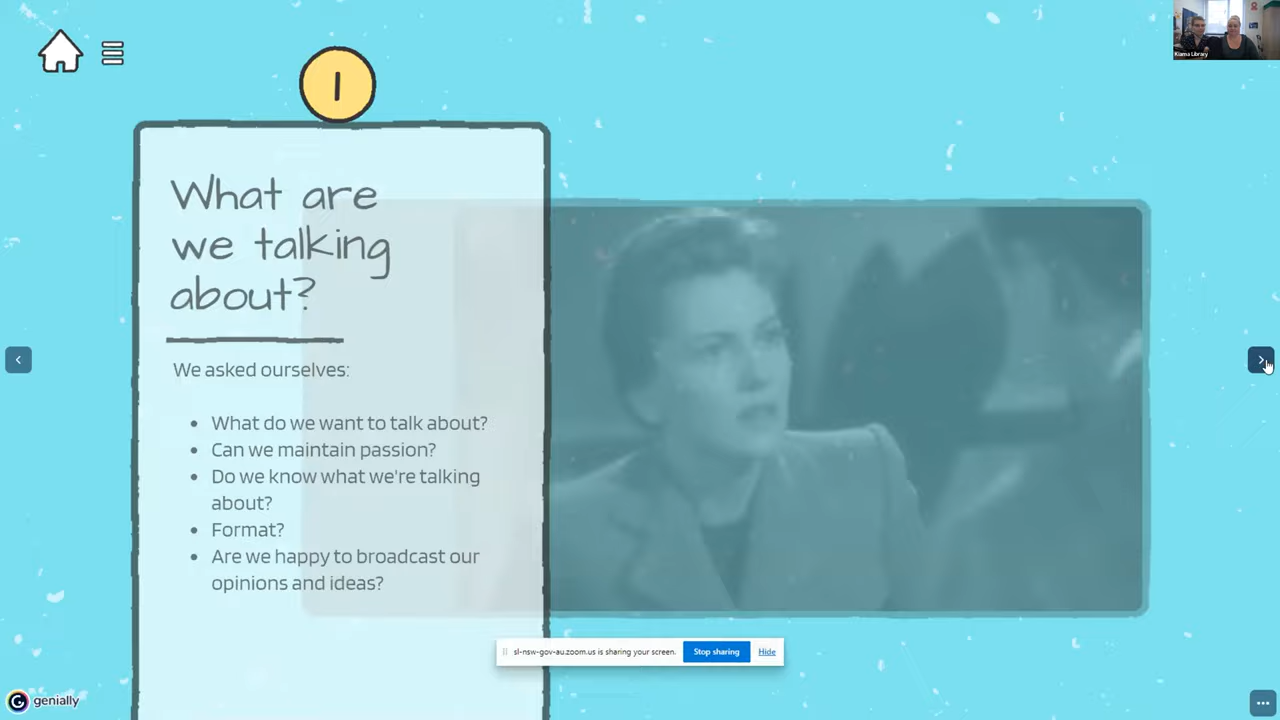 Kiama Library
1
What are
we talking
about?
We asked ourselves:
• What do we want to talk about?
• Can we maintain passion?
• Do we know what we're talking
about?
• Format?
• Are we happy to broadcast our
opinions and ideas?
sl-nsw-gov-au.zoom.us is sharing your screen. Stop sharing Hide
genially